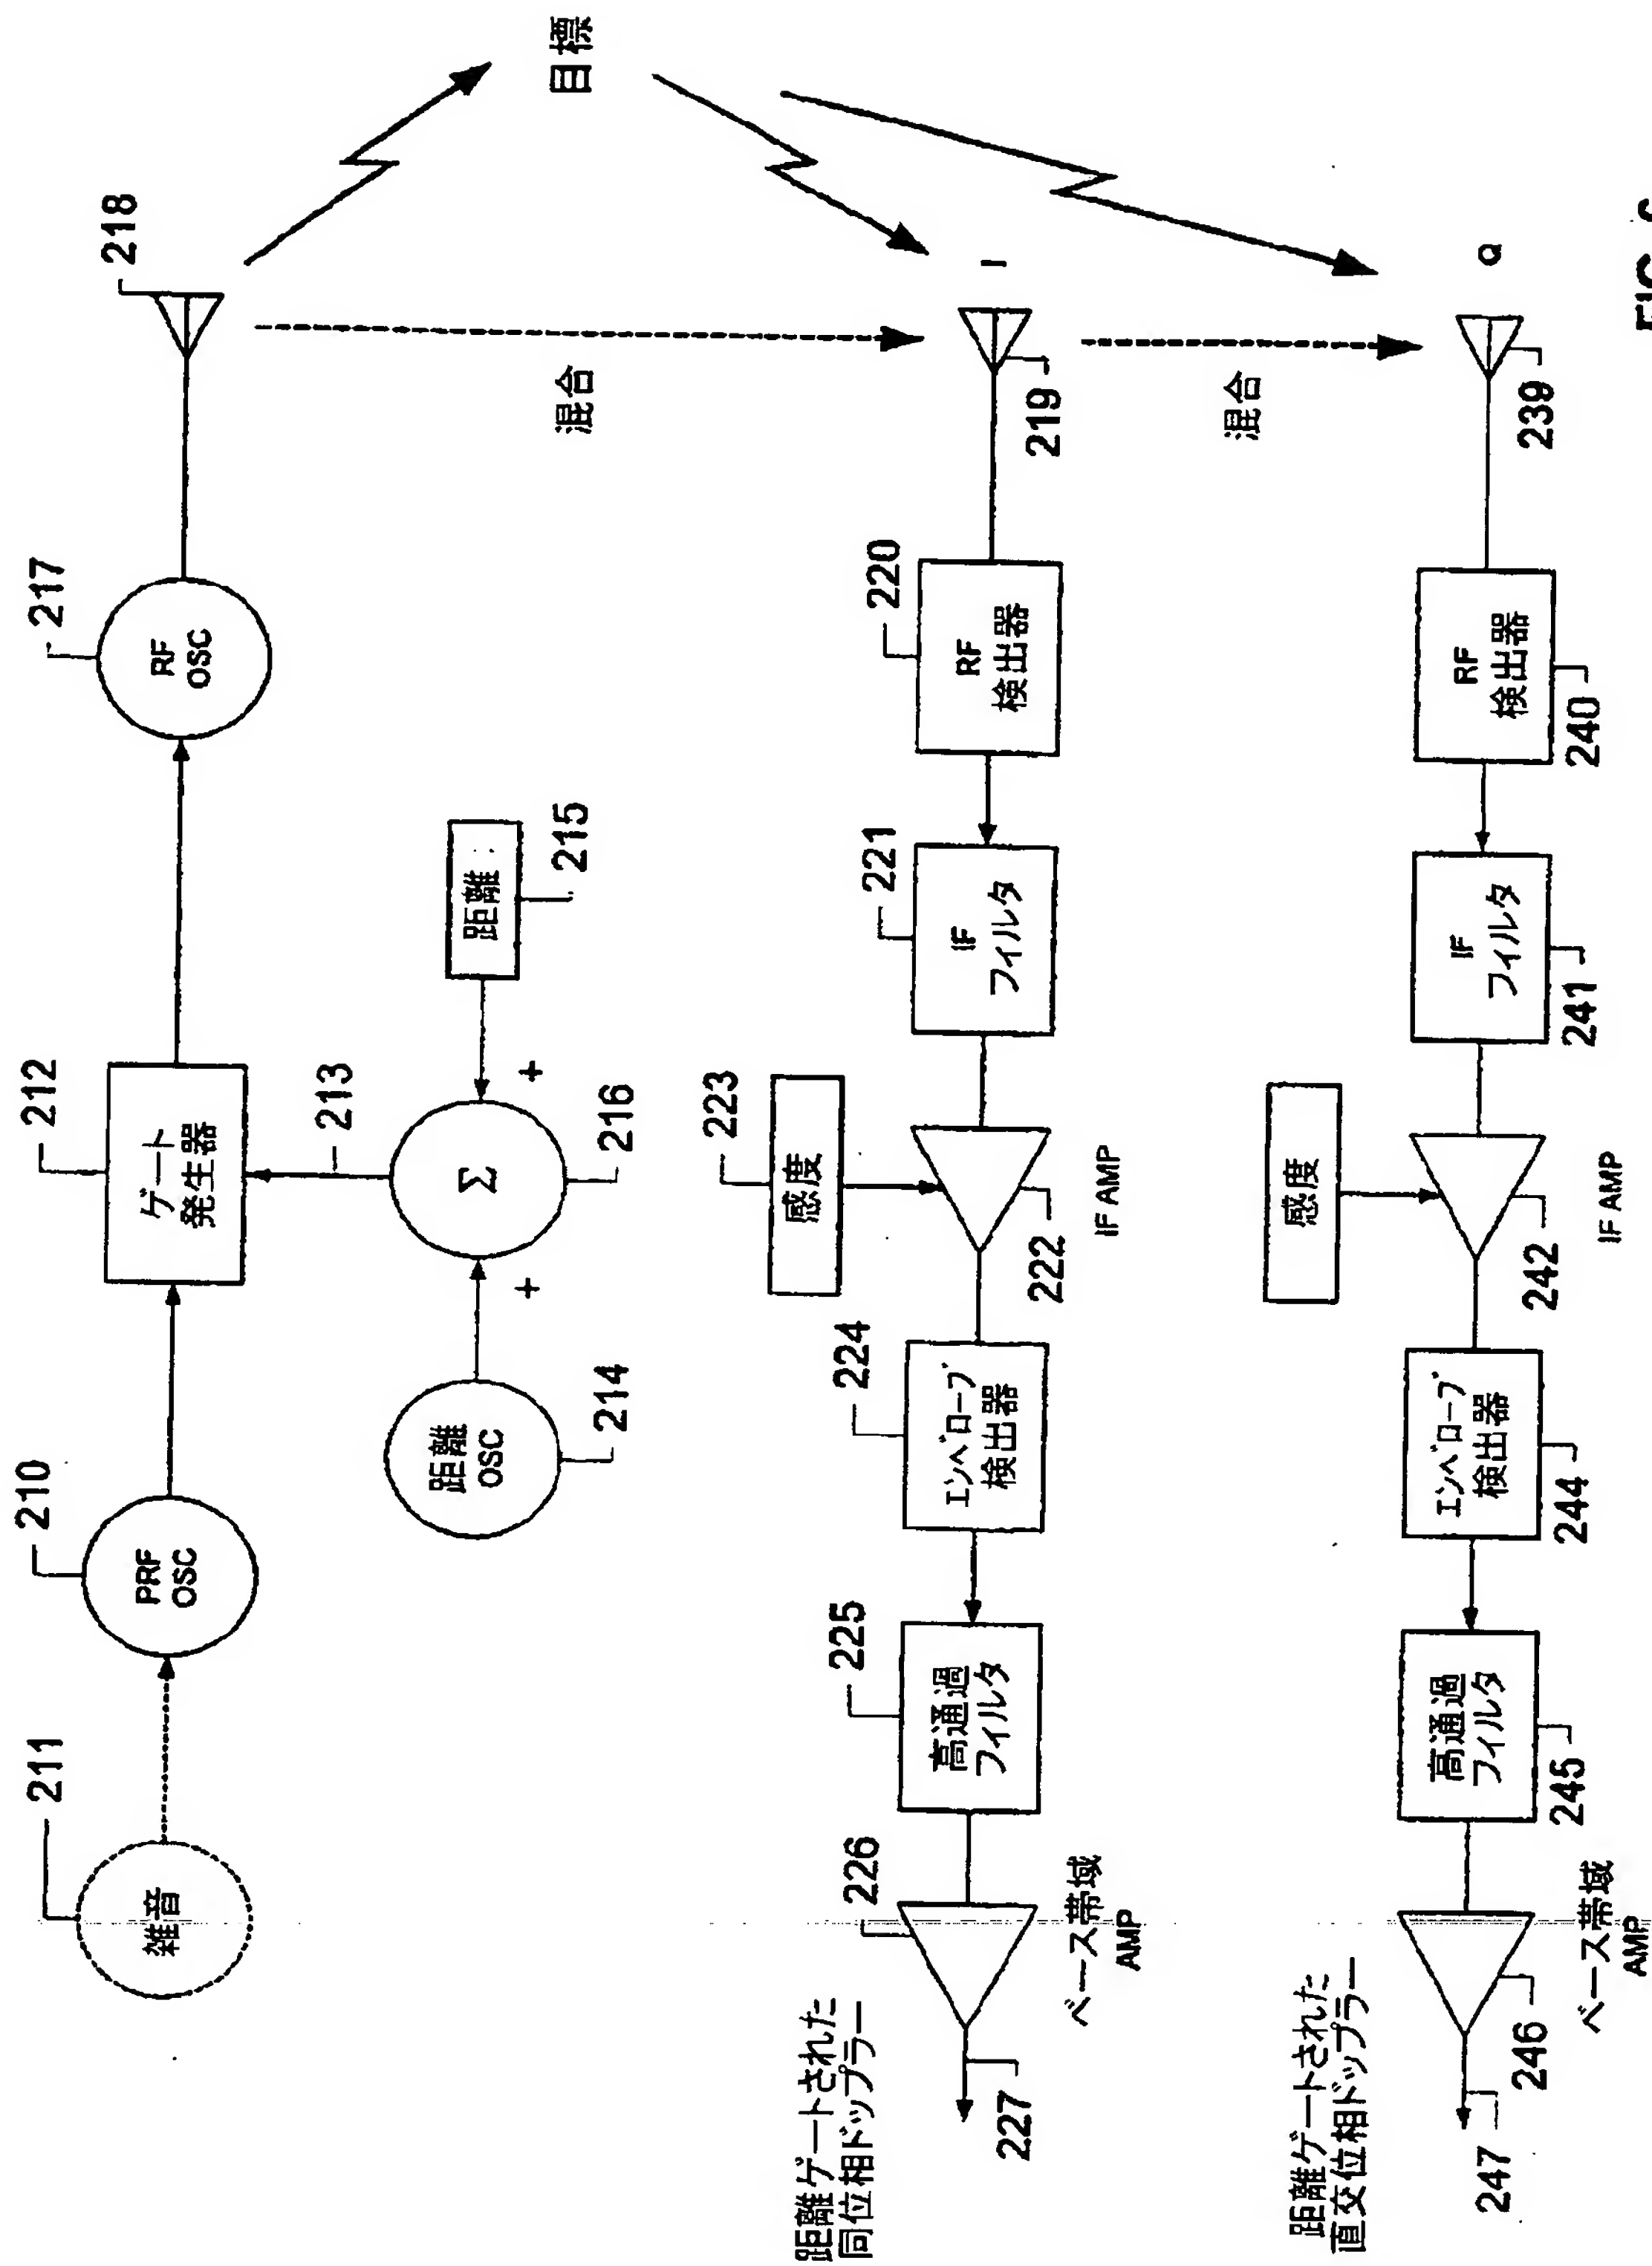 211
雑音
210
PRF
OSC
212
ゲート
発生器
217
RF
OSC
218
目標
213
距離
OSC
214
+
Σ
216
+
距離
215
混合
距離ゲートされた
同位相ドップラー
227
226
ベース帯域
AMP
225
高通過
フィルタ
224
エンベロープ
検出器
223
感度
222
IF AMP
221
IF
フィルタ
220
RF
検出器
219
I
混合
距離ゲートされた
直交位相ドップラー
247
246
ベース帯域
AMP
高通過
フィルタ
245
エンベロープ
検出器
244
感度
242
IF AMP
IF
フィルタ
241
RF
検出器
240
239
Q